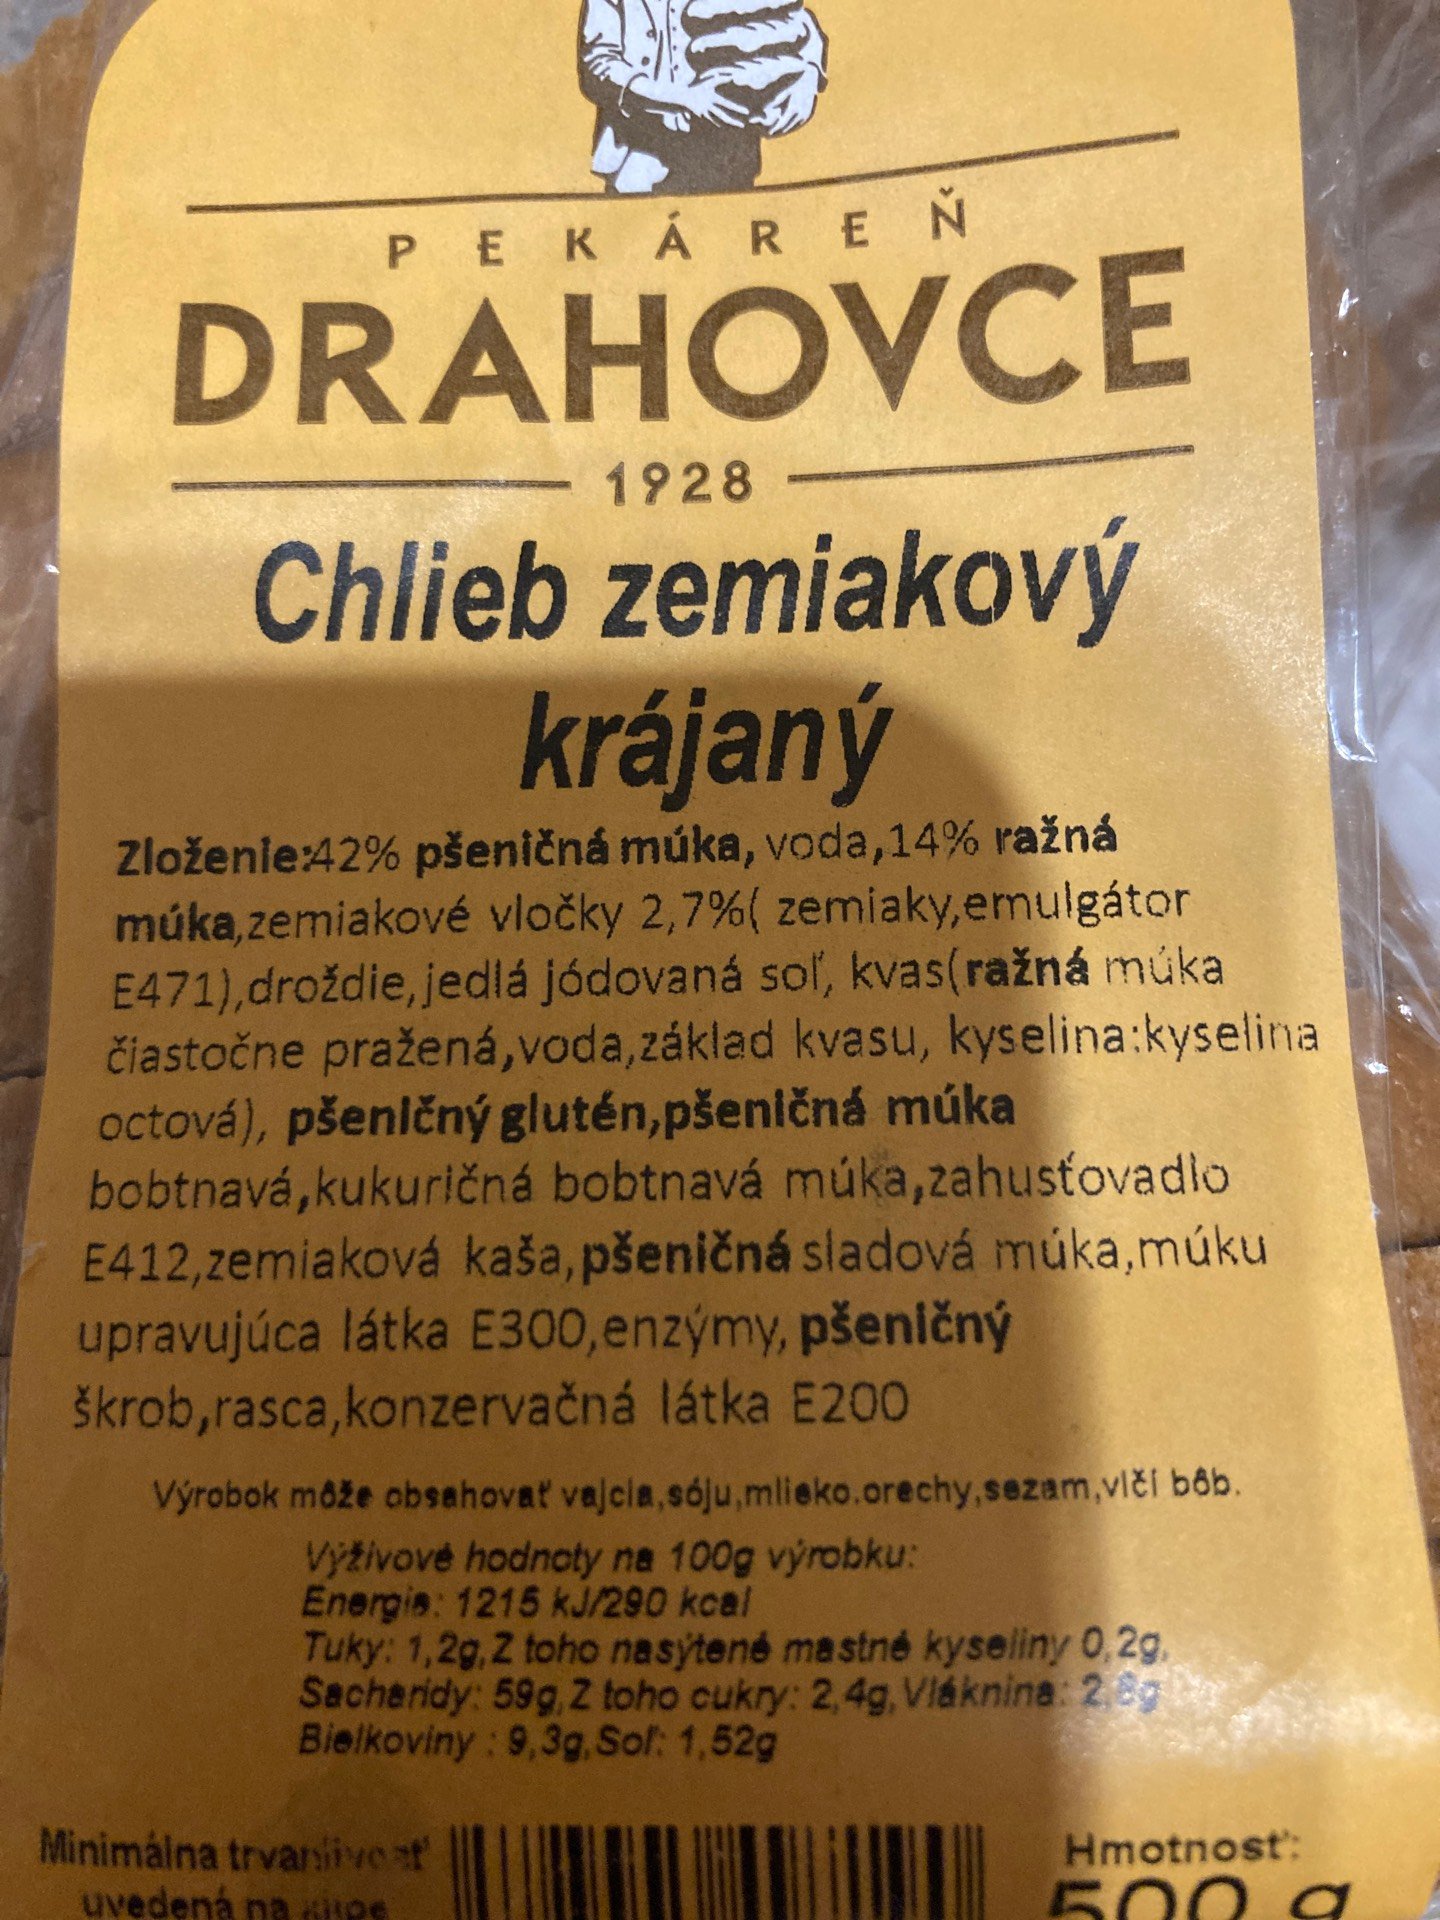 PEKÁREŇ
DRAHOVCE
1928
Chlieb zemiakový
krájaný
Zloženie:42% pšeničná múka, voda,14% ražná
múka,zemiakové vločky 2,7%( zemiaky,emulgátor
E471),droždie,jedlá jódovaná soľ, kvas(ražná múka
čiastočne pražená,voda,základ kvasu, kyselina:kyselina
octová), pšeničný glutén,pšeničná múka
bobtnavá,kukuričná bobtnavá múka,zahusťovadlo
E412,zemiaková kaša,pšeničná sladová múka,múku
upravujúca látka E300,enzýmy, pšeničný
škrob,rasca,konzervačná látka E200
Výrobok môže obsahovať vajcia,sóju,mlieko.orechy,sezam,vlčí bôb.
Výživové hodnoty na 100g výrobku:
Energia: 1215 kJ/290 kcal
Tuky: 1,2g,Z toho nasýtené mastné kyseliny 0,2g,
Sacharidy: 59g,Z toho cukry: 2,4g,Vláknina: 2,8g
Bielkoviny : 9,3g,Soľ: 1,52g
Minimálna trvanlivosť
uvedená na
Hmotnosť:
500 g